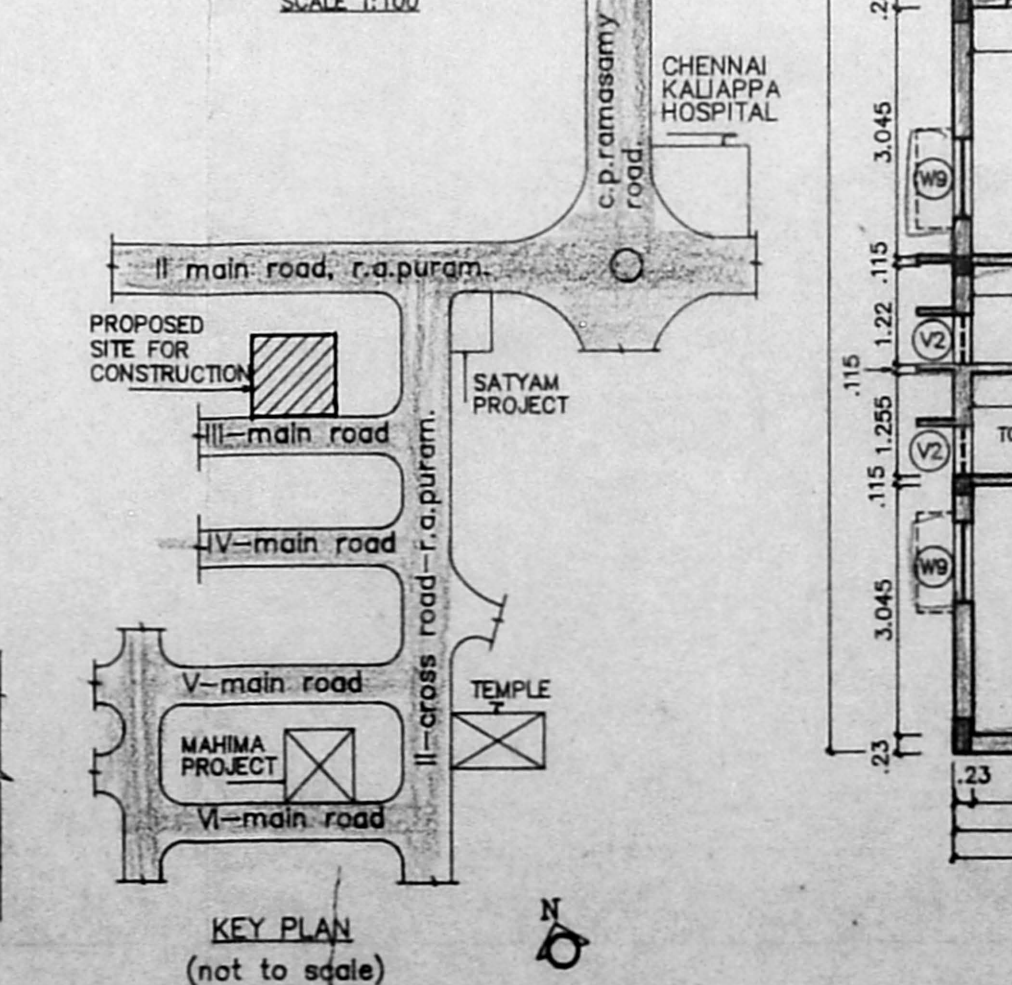 SCALE 1:100
c.p.ramasamy
road.
CHENNAI
KALIAPPA
HOSPITAL
II main road, r.a.puram.
PROPOSED
SITE FOR
CONSTRUCTION
SATYAM
PROJECT
III-main road
IV-main road
II-cross road-r.a.puram.
V-main road
TEMPLE
MAHIMA
PROJECT
VI-main road
KEY PLAN
(not to scale)
N
3.045
W9
.115
1.22
V2
.115
1.255
V2
.115
W9
3.045
.23
.23